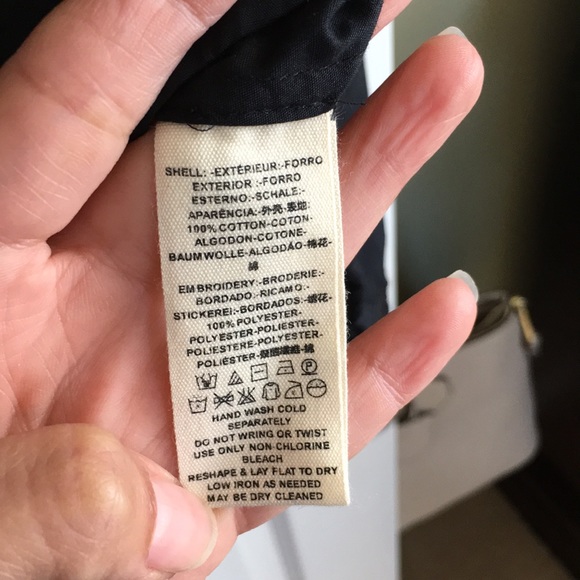 SHELL: -EXTÉRIEUR:-FORRO
EXTERIOR :-FORRO
ESTERNO:-SCHALE:-
APARÊNCIA:-外壳-表地:
100% COTTON-COTON-
ALGODON-COTONE-
BAUMWOLLE-ALGODÃO-棉花-
綿
EMBROIDERY:-BRODERIE:-
BORDADO:-RICAMO:-
STICKEREI:-BORDADOS:-
100% POLYESTER-
POLYESTER-POLIESTER-
POLIESTERE-POLYESTER-
POLIÉSTER-
HAND WASH COLD
SEPARATELY
DO NOT WRING OR TWIST
USE ONLY NON-CHLORINE
BLEACH
RESHAPE & LAY FLAT TO DRY
LOW IRON AS NEEDED
MAY BE DRY CLEANED